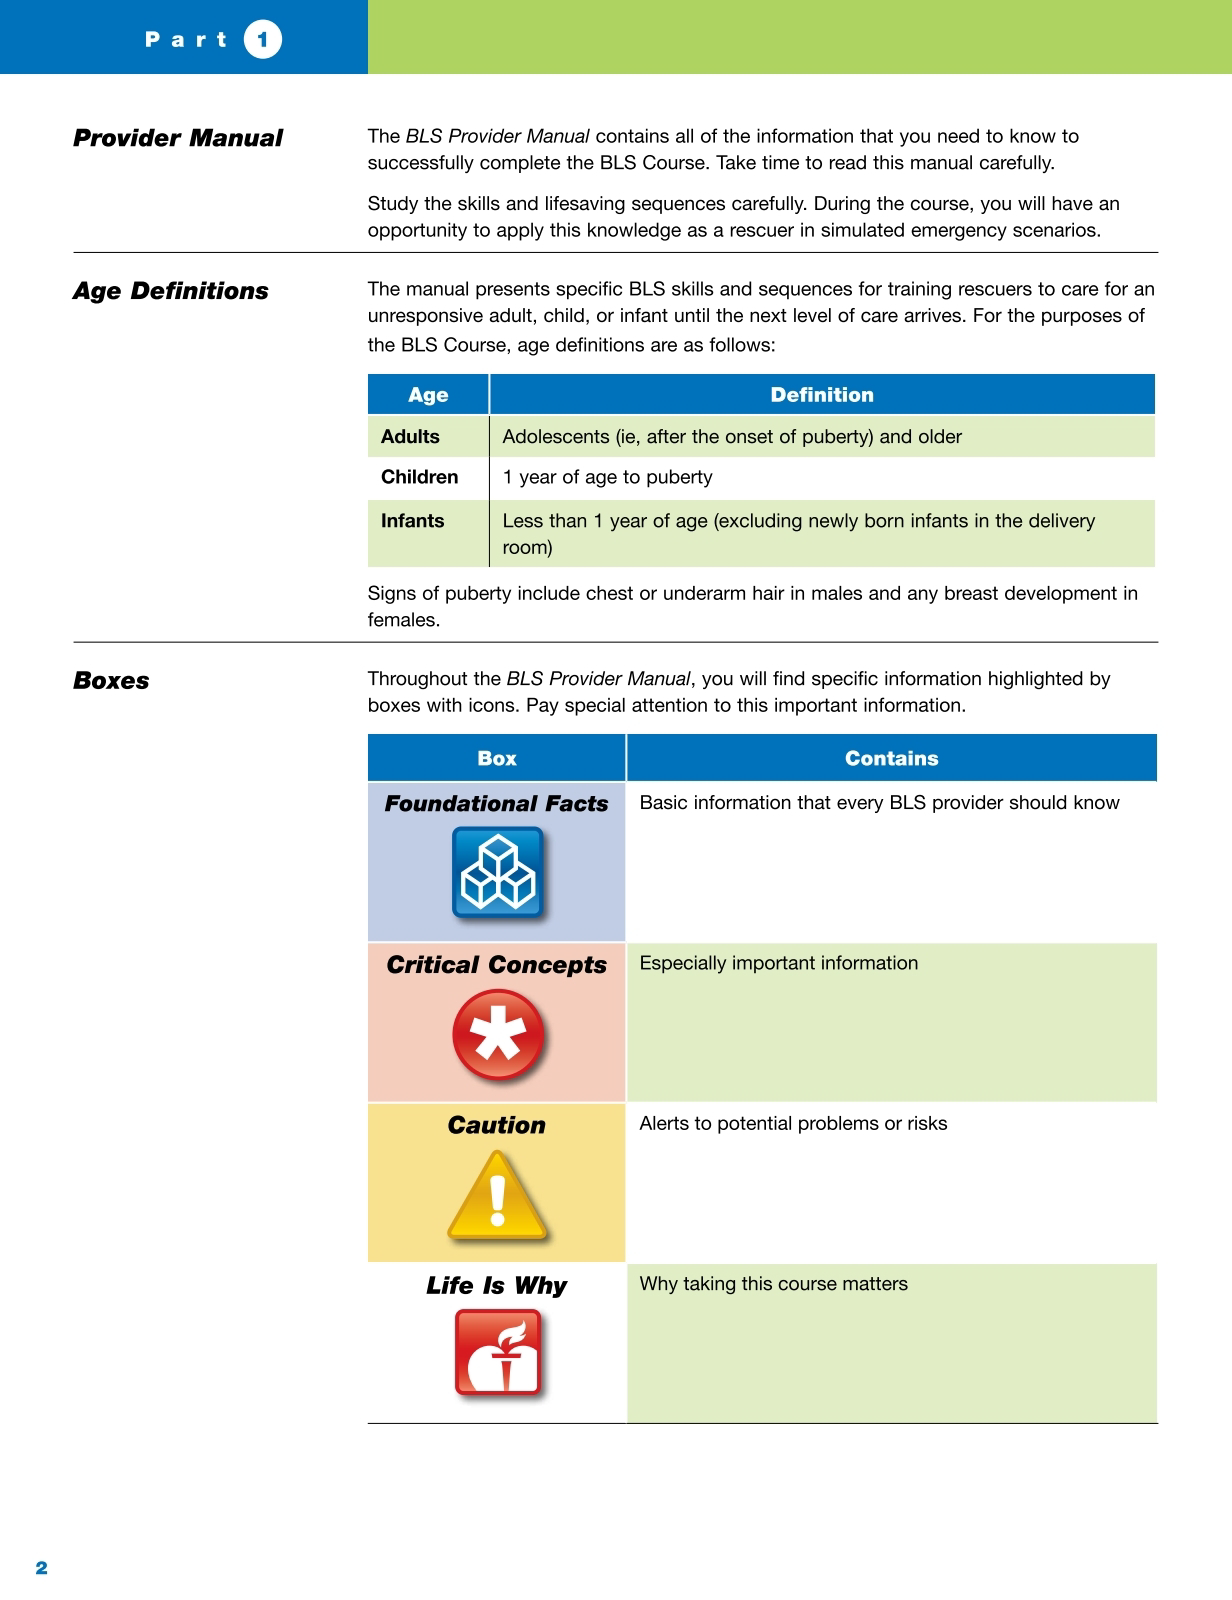 Part 1
Provider Manual
The BLS Provider Manual contains all of the information that you need to know to
successfully complete the BLS Course. Take time to read this manual carefully.
Study the skills and lifesaving sequences carefully. During the course, you will have an
opportunity to apply this knowledge as a rescuer in simulated emergency scenarios.
Age Definitions
The manual presents specific BLS skills and sequences for training rescuers to care for an
unresponsive adult, child, or infant until the next level of care arrives. For the purposes of
the BLS Course, age definitions are as follows:
Age Definition
Adults Adolescents (ie, after the onset of puberty) and older
Children 1 year of age to puberty
Infants Less than 1 year of age (excluding newly born infants in the delivery
room)
Signs of puberty include chest or underarm hair in males and any breast development in
females.
Boxes
Throughout the BLS Provider Manual, you will find specific information highlighted by
boxes with icons. Pay special attention to this important information.
Box Contains
Foundational Facts Basic information that every BLS provider should know
Critical Concepts Especially important information
Caution Alerts to potential problems or risks
Life Is Why Why taking this course matters
2